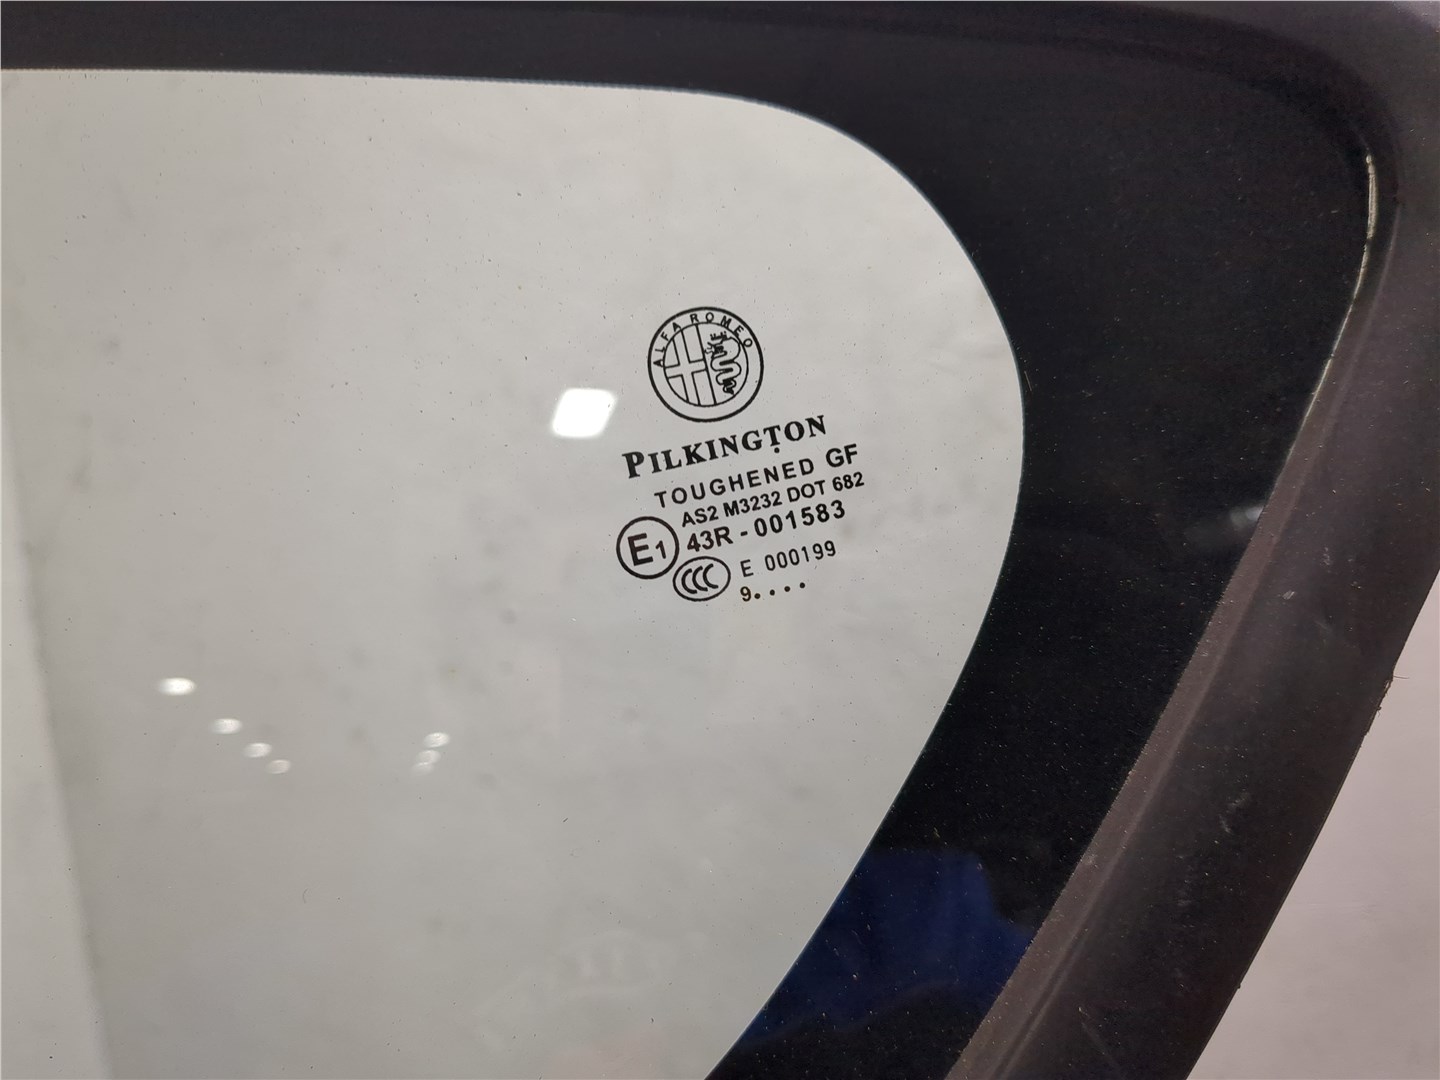 ALFA ROMEO
PILKINGTON
TOUGHENED GF
AS2 M3232 DOT 682
E1 43R - 001583
CCC E 000199
9....